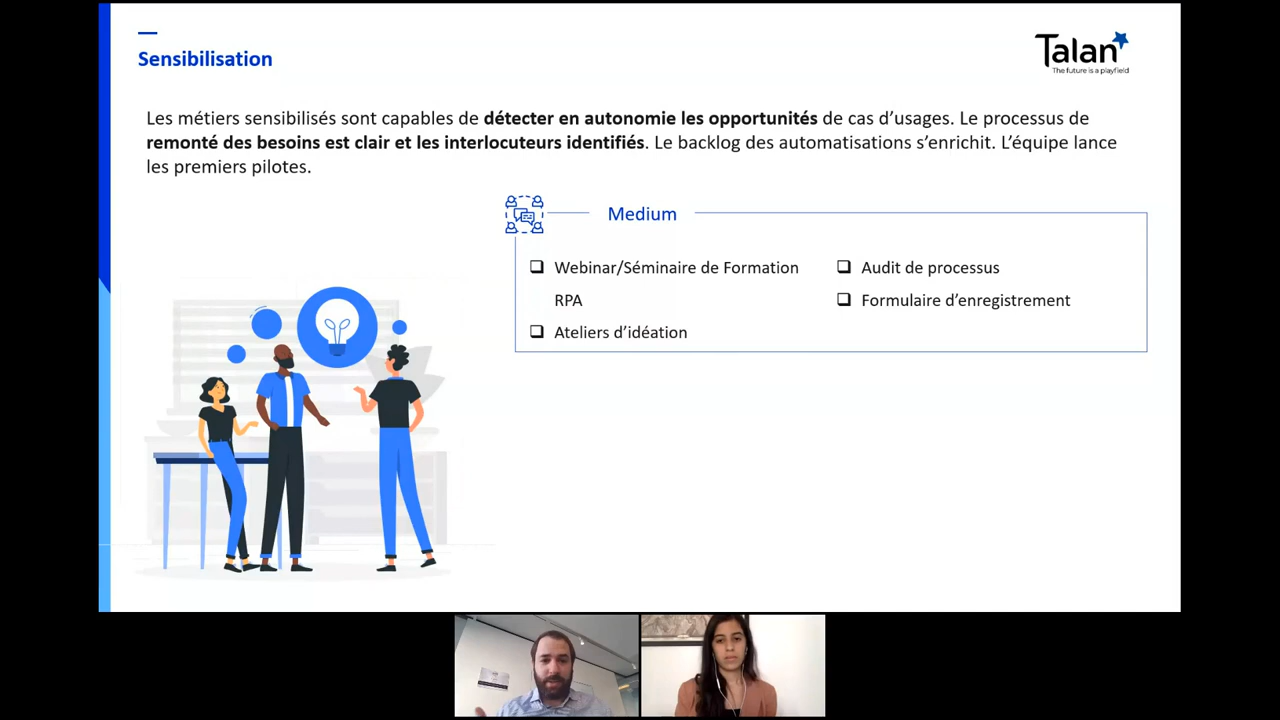 Sensibilisation
Talan
The future is a playfield
Les métiers sensibilisés sont capables de détecter en autonomie les opportunités de cas d’usages. Le processus de
remonté des besoins est clair et les interlocuteurs identifiés. Le backlog des automatisations s’enrichit. L’équipe lance
les premiers pilotes.
Medium
Webinar/Séminaire de Formation
RPA
Ateliers d’idéation
Audit de processus
Formulaire d’enregistrement